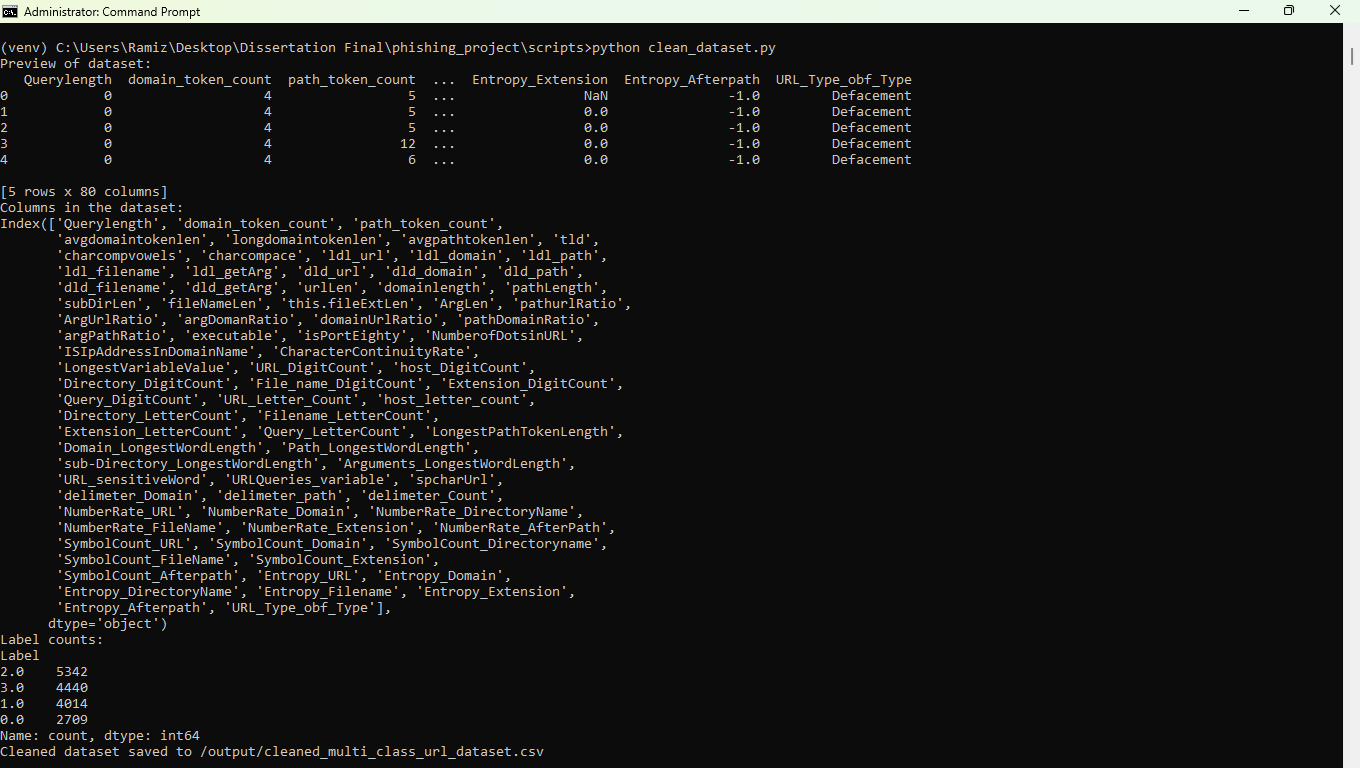 Administrator: Command Prompt
(venv) C:\Users\Ramiz\Desktop\Dissertation Final\phishing_project\scripts>python clean_dataset.py
Preview of dataset:
   Querylength  domain_token_count  path_token_count  ...  Entropy_Extension  Entropy_Afterpath  URL_Type_obf_Type
0            0                   4                 5  ...                NaN               -1.0         Defacement
1            0                   4                 5  ...                0.0               -1.0         Defacement
2            0                   4                 5  ...                0.0               -1.0         Defacement
3            0                   4                12  ...                0.0               -1.0         Defacement
4            0                   4                 6  ...                0.0               -1.0         Defacement
[5 rows x 80 columns]
Columns in the dataset:
Index(['Querylength', 'domain_token_count', 'path_token_count',
       'avgdomaintokenlen', 'longdomaintokenlen', 'avgpathtokenlen', 'tld',
       'charcompvowels', 'charcompace', 'ldl_url', 'ldl_domain', 'ldl_path',
       'ldl_filename', 'ldl_getArg', 'dld_url', 'dld_domain', 'dld_path',
       'dld_filename', 'dld_getArg', 'urlLen', 'domainlength', 'pathLength',
       'subDirLen', 'fileNameLen', 'this.fileExtLen', 'ArgLen', 'pathurlRatio',
       'ArgUrlRatio', 'argDomanRatio', 'domainUrlRatio', 'pathDomainRatio',
       'argPathRatio', 'executable', 'isPortEighty', 'NumberofDotsinURL',
       'ISIpAddressInDomainName', 'CharacterContinuityRate',
       'LongestVariableValue', 'URL_DigitCount', 'host_DigitCount',
       'Directory_DigitCount', 'File_name_DigitCount', 'Extension_DigitCount',
       'Query_DigitCount', 'URL_Letter_Count', 'host_letter_count',
       'Directory_LetterCount', 'Filename_LetterCount',
       'Extension_LetterCount', 'Query_LetterCount', 'LongestPathTokenLength',
       'Domain_LongestWordLength', 'Path_LongestWordLength',
       'sub-Directory_LongestWordLength', 'Arguments_LongestWordLength',
       'URL_sensitiveWord', 'URLQueries_variable', 'spcharUrl',
       'delimeter_Domain', 'delimeter_path', 'delimeter_Count',
       'NumberRate_URL', 'NumberRate_Domain', 'NumberRate_DirectoryName',
       'NumberRate_FileName', 'NumberRate_Extension', 'NumberRate_AfterPath',
       'SymbolCount_URL', 'SymbolCount_Domain', 'SymbolCount_Directoryname',
       'SymbolCount_FileName', 'SymbolCount_Extension',
       'SymbolCount_Afterpath', 'Entropy_URL', 'Entropy_Domain',
       'Entropy_DirectoryName', 'Entropy_Filename', 'Entropy_Extension',
       'Entropy_Afterpath', 'URL_Type_obf_Type'],
      dtype='object')
Label counts:
Label
2.0    5342
3.0    4440
1.0    4014
0.0    2709
Name: count, dtype: int64
Cleaned dataset saved to /output/cleaned_multi_class_url_dataset.csv